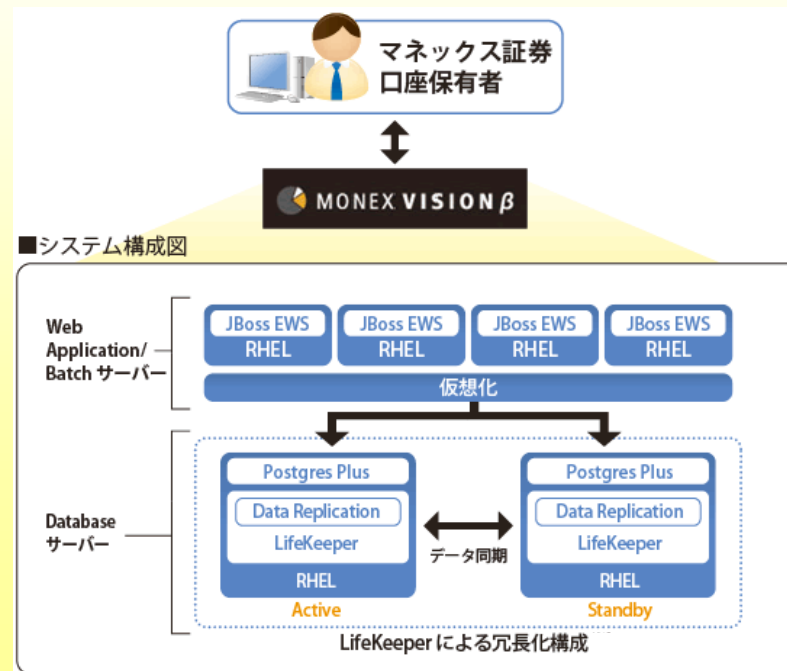 マネックス証券
口座保有者
MONEX VISION β
■システム構成図
Web
Application/
Batch サーバー
JBoss EWS
RHEL
JBoss EWS
RHEL
JBoss EWS
RHEL
JBoss EWS
RHEL
仮想化
Database
サーバー
Postgres Plus
Data Replication
LifeKeeper
RHEL
Active
データ同期
Postgres Plus
Data Replication
LifeKeeper
RHEL
Standby
LifeKeeperによる冗長化構成